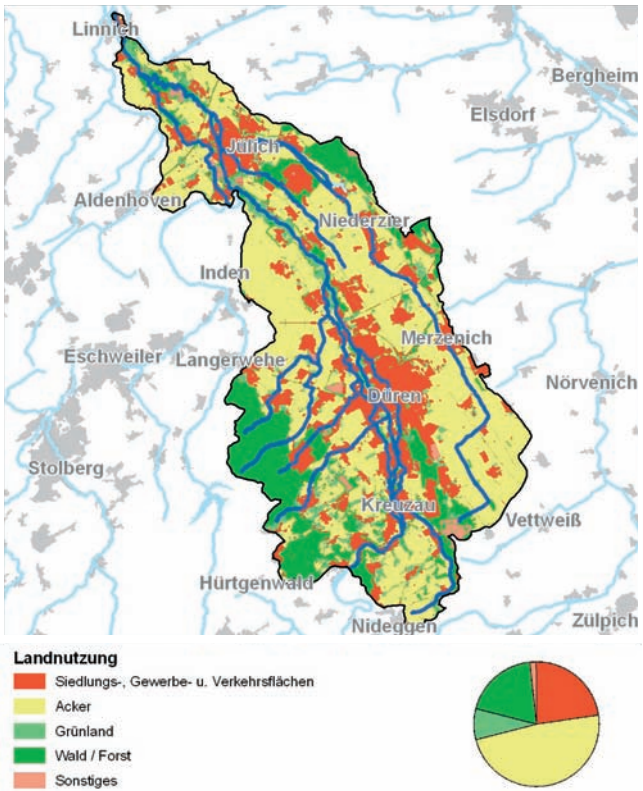 Linnich
Bergheim
Elsdorf
Jülich
Aldenhoven
Niederzier
Inden
Merzenich
Eschweiler
Langerwehe
Nörvenich
Düren
Stolberg
Kreuzau
Vettweiß
Hürtgenwald
Nideggen
Zülpich
Landnutzung
Siedlungs-, Gewerbe- u. Verkehrsflächen
Acker
Grünland
Wald / Forst
Sonstiges